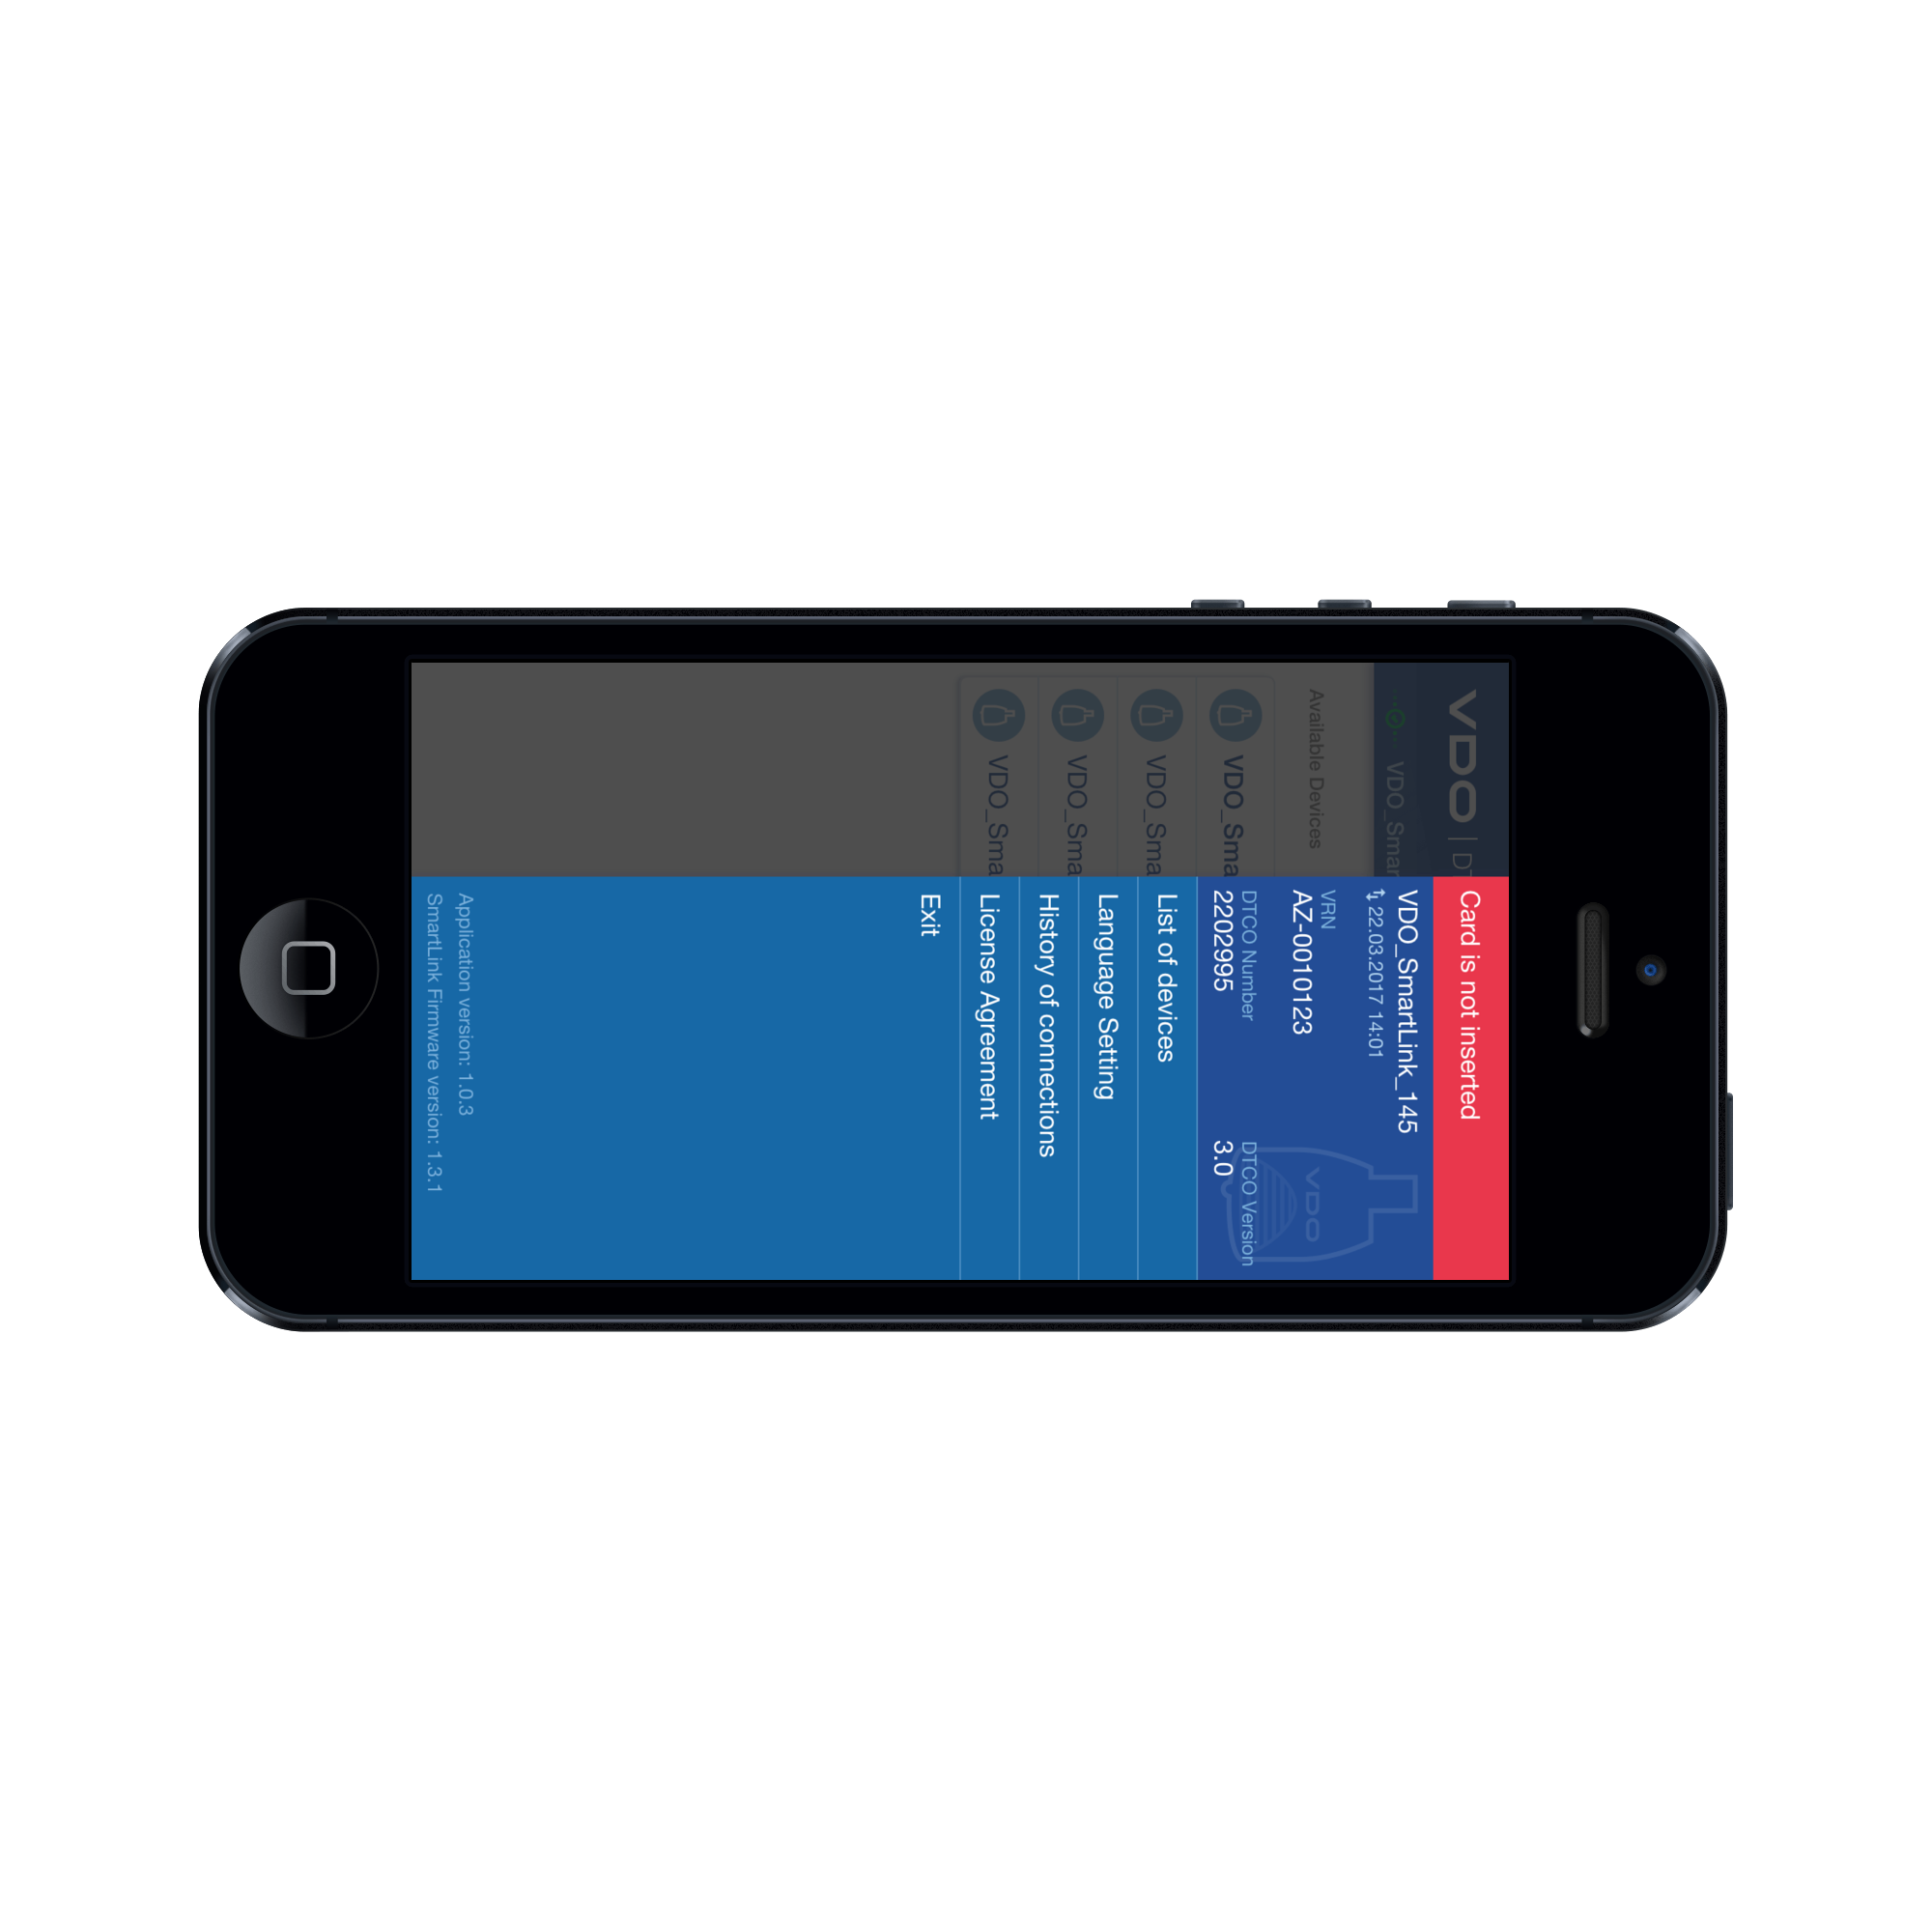 VDO | DT
VDO_Smar
Available Devices
VDO_Sma
VDO_Sma
VDO_Sma
VDO_Sma
Card is not inserted
VDO_SmartLink_145
22.03.2017 14:01
VRN
AZ-0010123
VDO
DTCO Number DTCO Version
2202995 3.0
List of devices
Language Setting
History of connections
License Agreement
Exit
Application version: 1.0.3
SmartLink Firmware version: 1.3.1